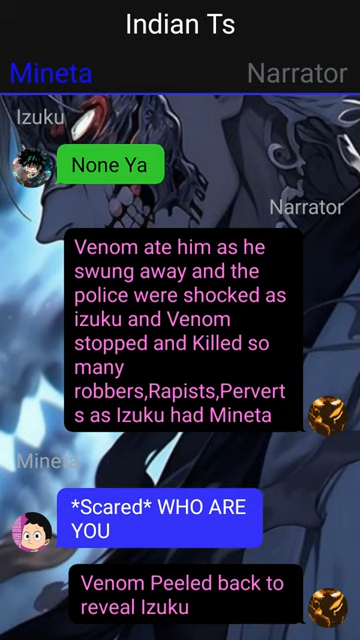 Indian Ts
Mineta Narrator
Izuku
None Ya
Narrator
Venom ate him as he
swung away and the
police were shocked as
izuku and Venom
stopped and Killed so
many
robbers,Rapists,Pervert
s as Izuku had Mineta
Mineta
*Scared* WHO ARE
YOU
Venom Peeled back to
reveal Izuku